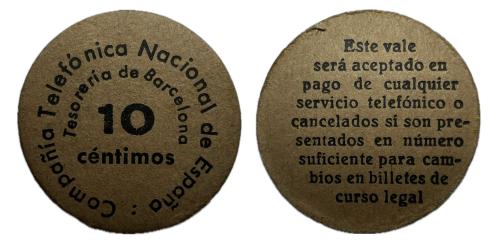 Compañía Telefónica Nacional de España :
Tesorería de Barcelona
10
céntimos
Este vale
será aceptado en
pago de cualquier
servicio telefónico o
cancelados si son pre-
sentados en número
suficiente para cam-
bios en billetes de
curso legal